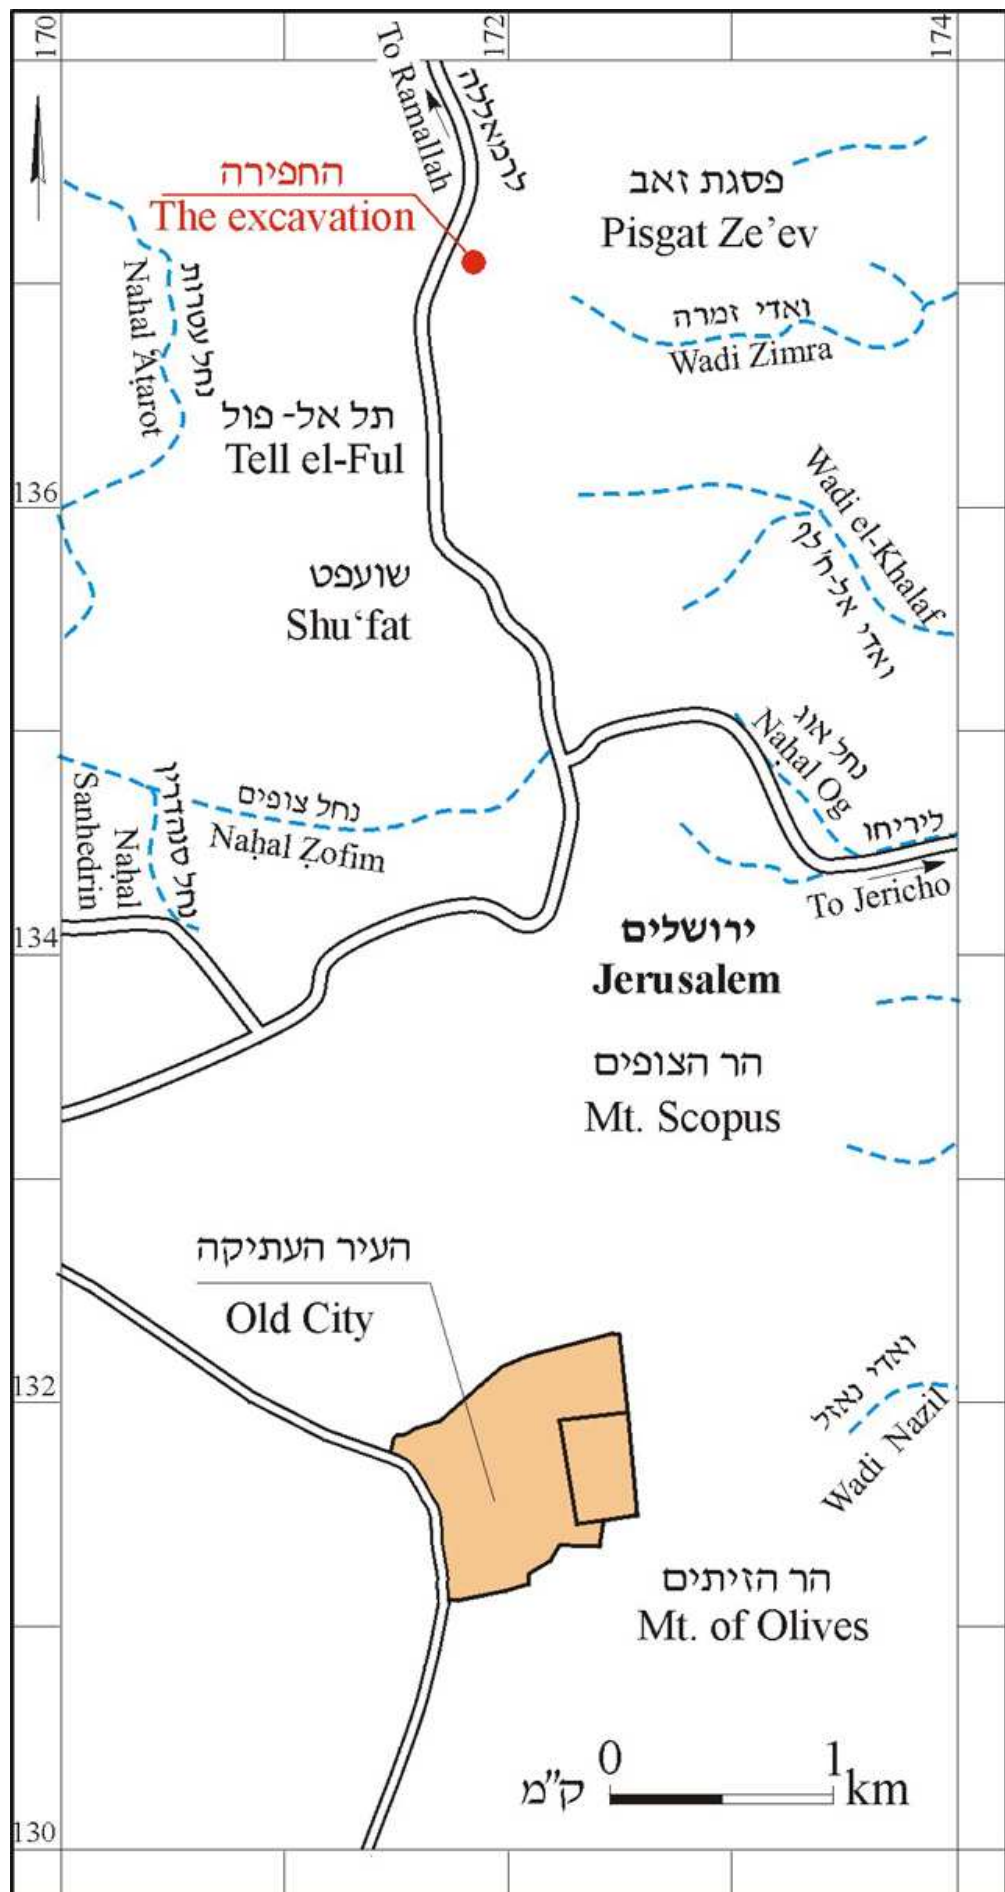 170
172
174
To Ramallah
לרמאללה
החפירה
The excavation
פסגת זאב
Pisgat Ze’ev
נחל עטרות
Naḥal ‘Aṭarot
ואדי זמרה
Wadi Zimra
תל אל- פול
Tell el-Ful
136
Wadi el-Khalaf
ואדי אל-ח'לף
שועפט
Shu‘fat
נחל אוג
Naḥal Og
נחל סנהדרין
Naḥal
Sanhedrin
נחל צופים
Naḥal Ẓofim
ליריחו
To Jericho
134
ירושלים
Jerusalem
הר הצופים
Mt. Scopus
העיר העתיקה
Old City
132
ואדי נאזל
Wadi Nazil
הר הזיתים
Mt. of Olives
0 1
ק"מ km
130